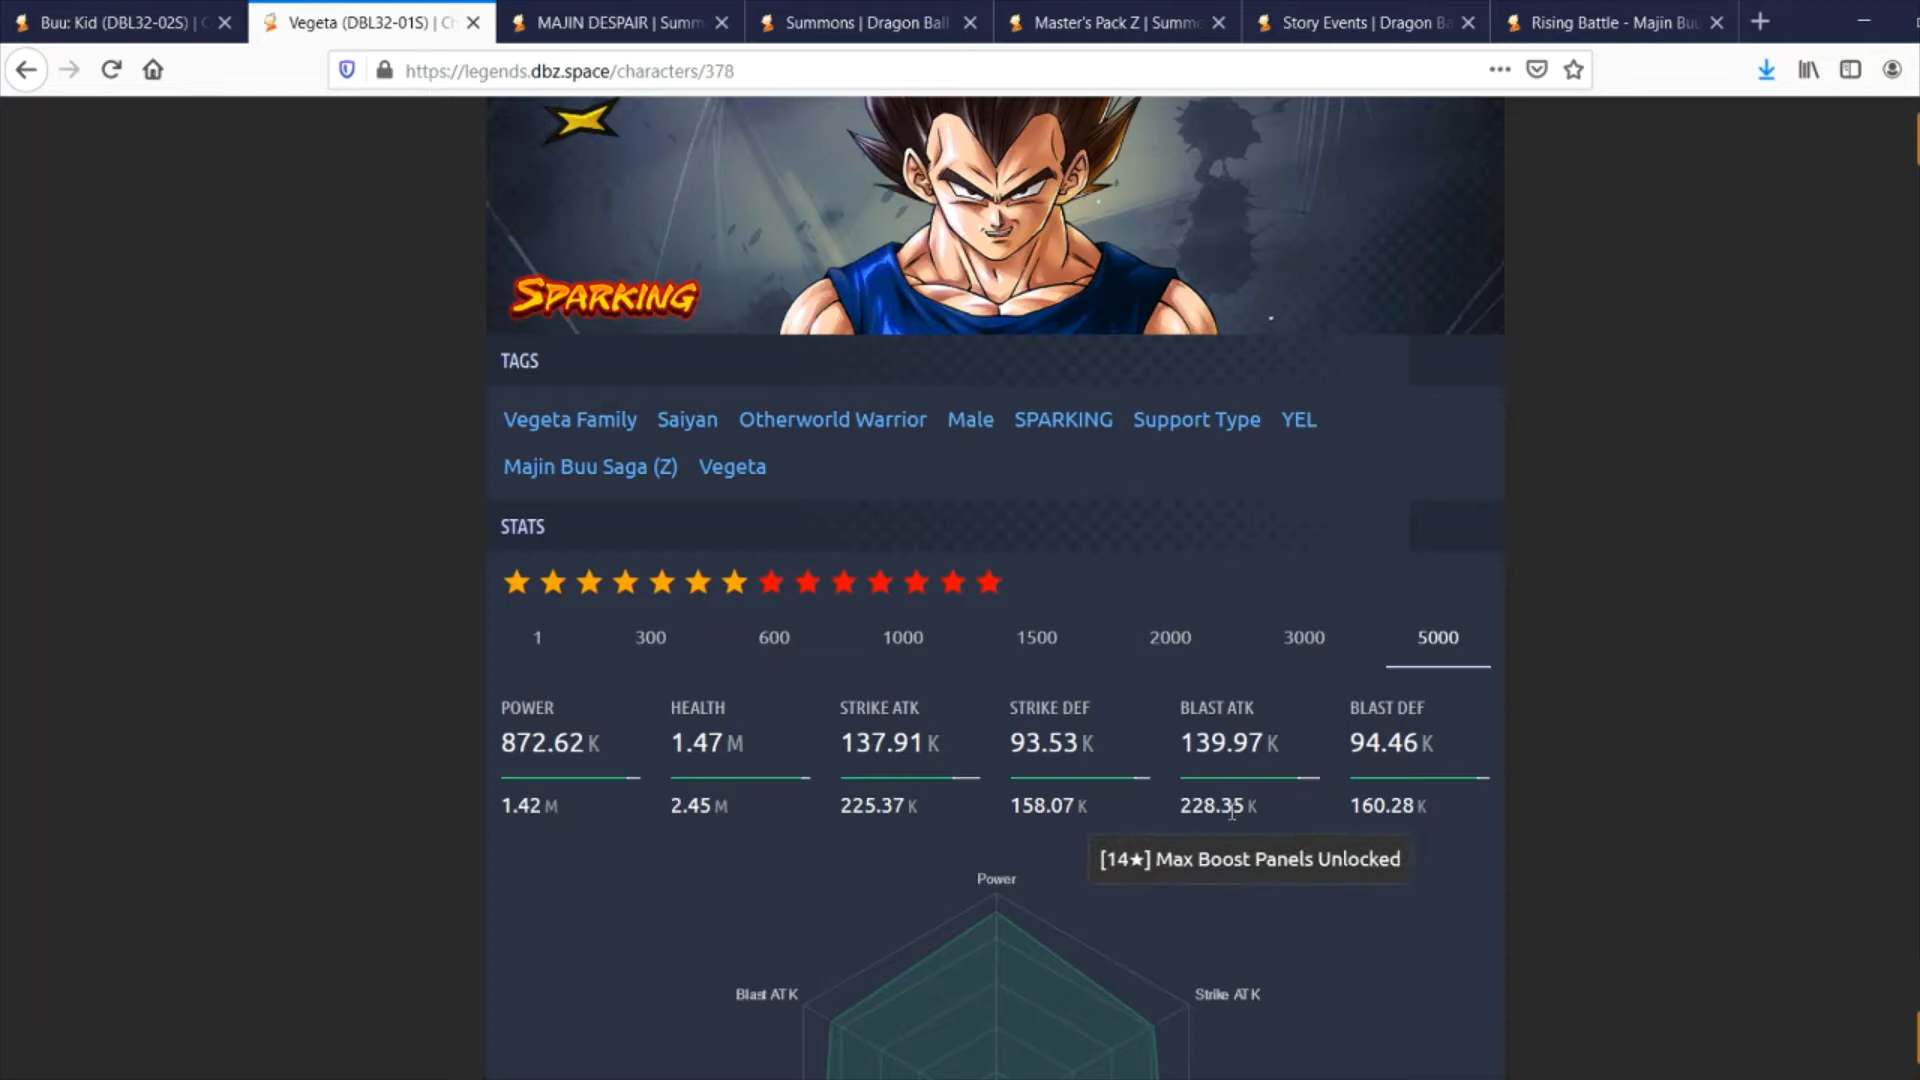 Buu: Kid (DBL32-02S) | C
Vegeta (DBL32-01S) | Ch
MAJIN DESPAIR | Summ
Summons | Dragon Ball
Master's Pack Z | Summo
Story Events | Dragon Ba
Rising Battle - Majin Buu
https://legends.dbz.space/characters/378
SPARKING
TAGS
Vegeta Family Saiyan Otherworld Warrior Male SPARKING Support Type YEL
Majin Buu Saga (Z) Vegeta
STATS
1 300 600 1000 1500 2000 3000 5000
POWER HEALTH STRIKE ATK STRIKE DEF BLAST ATK BLAST DEF
872.62 K 1.47 M 137.91 K 93.53 K 139.97 K 94.46 K
1.42 M 2.45 M 225.37 K 158.07 K 228.35 K 160.28 K
[14★] Max Boost Panels Unlocked
Power
Blast ATK
Strike ATK